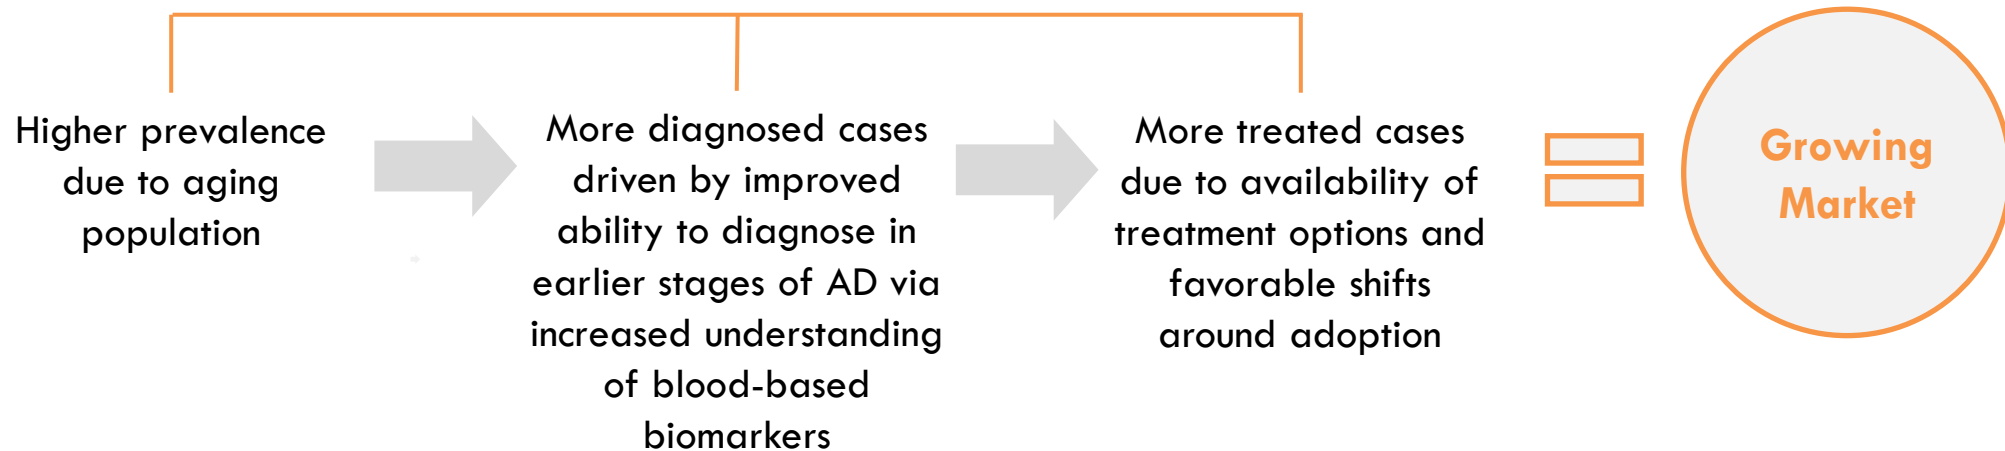 Higher prevalence
due to aging
population
More diagnosed cases
driven by improved
ability to diagnose in
earlier stages of AD via
increased understanding
of blood-based
biomarkers
More treated cases
due to availability of
treatment options and
favorable shifts
around adoption
Growing
Market